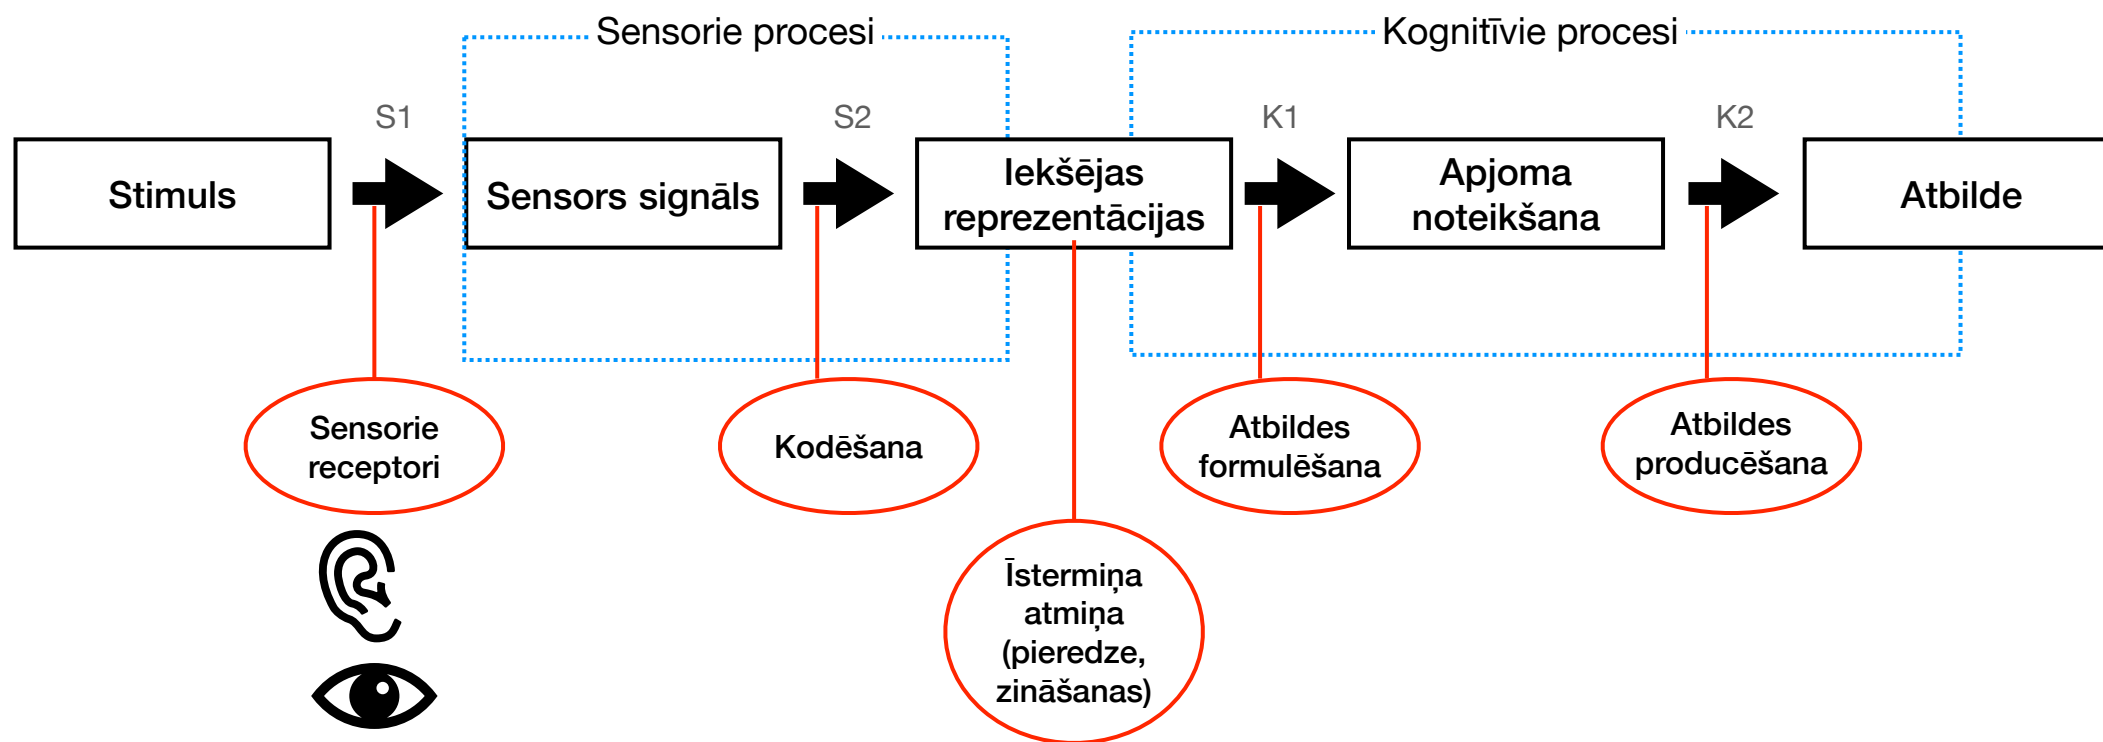 Sensorie procesi
Kognitīvie procesi
S1
S2
K1
K2
Stimuls
Sensors signāls
Iekšējas
reprezentācijas
Apjoma
noteikšana
Atbilde
Sensorie
receptori
Kodēšana
Atbildes
formulēšana
Atbildes
producēšana
Īstermiņa
atmiņa
(pieredze,
zināšanas)